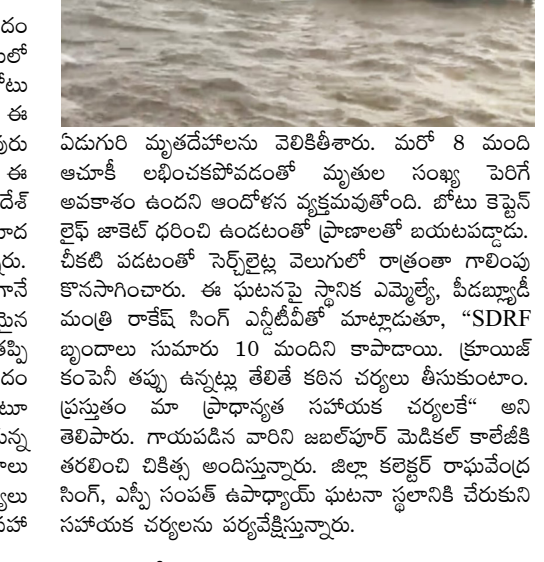 దం
లో
టు
ఈ
రు
ఈ
దేశ్
ాద
రు.
గానే
మైన
తప్పి
దం
టూ
న్న
లు
లు
హా
ఏడుగురి మృతదేహాలను వెలికితీశారు. మరో 8 మంది
ఆచూకీ లభించకపోవడంతో మృతుల సంఖ్య పెరిగే
అవకాశం ఉందని ఆందోళన వ్యక్తమవుతోంది. బోటు కెప్టెన్
లైఫ్ జాకెట్ ధరించి ఉండటంతో ప్రాణాలతో బయటపడ్డాడు.
చీకటి పడటంతో సెర్చ్‌లైట్ల వెలుగులో రాత్రంతా గాలింపు
కొనసాగించారు. ఈ ఘటనపై స్థానిక ఎమ్మెల్యే, పీడబ్ల్యూడీ
మంత్రి రాకేష్ సింగ్ ఎన్డీటీవీతో మాట్లాడుతూ, “SDRF
బృందాలు సుమారు 10 మందిని కాపాడాయి. క్రూయిజ్
కంపెనీ తప్పు ఉన్నట్లు తేలితే కఠిన చర్యలు తీసుకుంటాం.
ప్రస్తుతం మా ప్రాధాన్యత సహాయక చర్యలకే“ అని
తెలిపారు. గాయపడిన వారిని జబల్‌పూర్ మెడికల్ కాలేజీకి
తరలించి చికిత్స అందిస్తున్నారు. జిల్లా కలెక్టర్ రాఘవేంద్ర
సింగ్, ఎస్పీ సంపత్ ఉపాధ్యాయ్ ఘటనా స్థలానికి చేరుకుని
సహాయక చర్యలను పర్యవేక్షిస్తున్నారు.